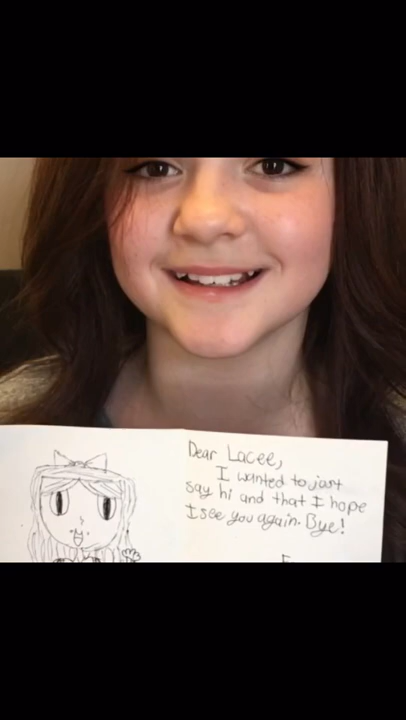 Dear Lacee,
I wanted to just
say hi and that I hope
I see you again. Bye!